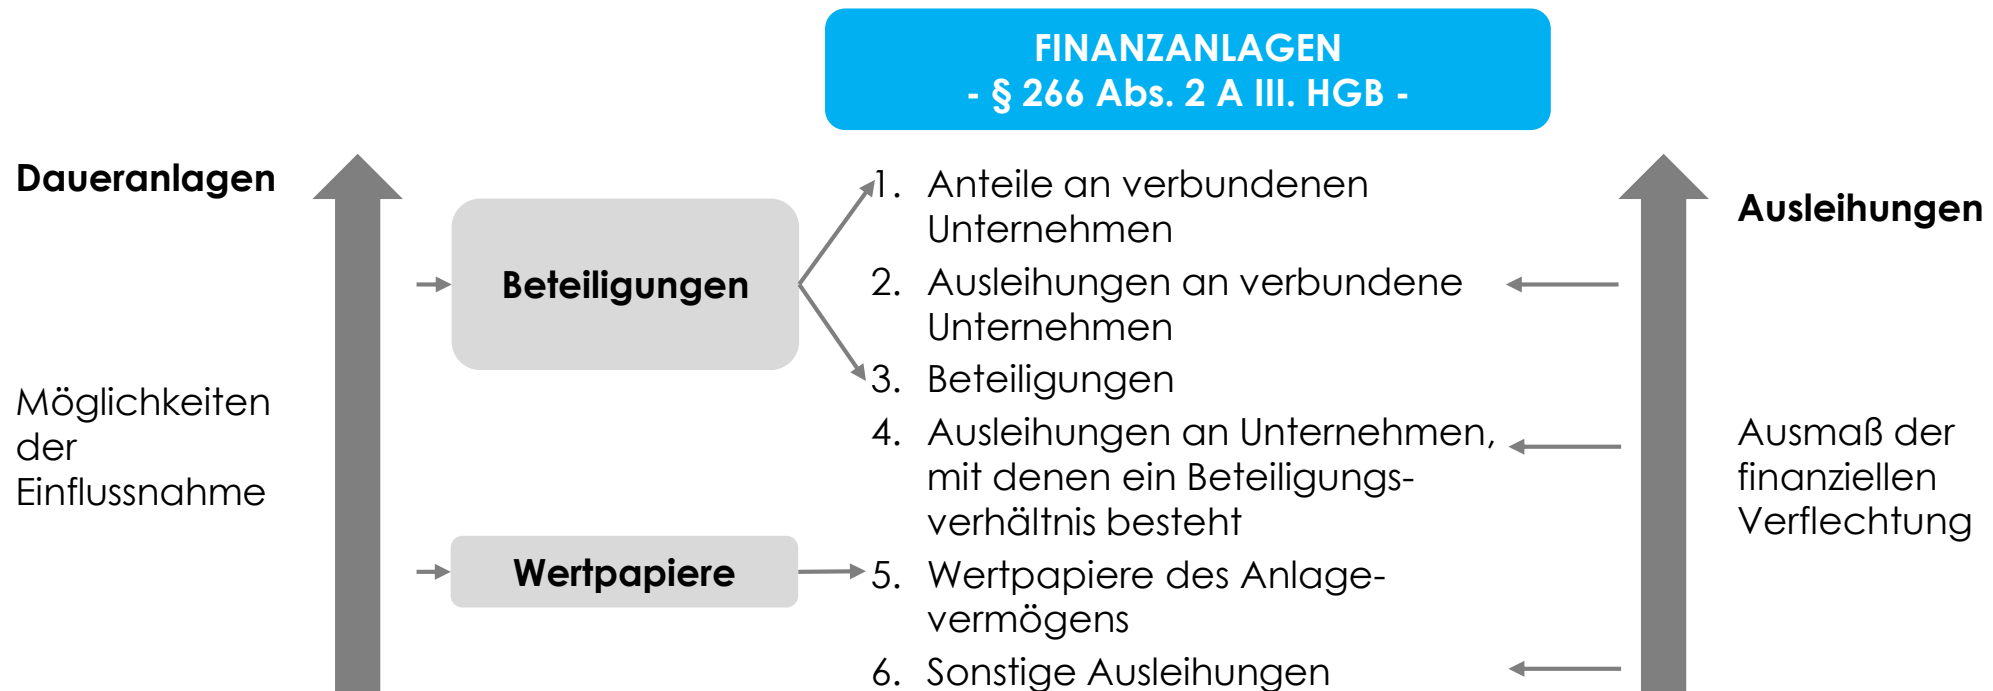 FINANZANLAGEN
- § 266 Abs. 2 A III. HGB -
Daueranlagen
Möglichkeiten
der
Einflussnahme
Beteiligungen
Wertpapiere
1. Anteile an verbundenen
Unternehmen
2. Ausleihungen an verbundene
Unternehmen
3. Beteiligungen
4. Ausleihungen an Unternehmen,
mit denen ein Beteiligungs-
verhältnis besteht
5. Wertpapiere des Anlage-
vermögens
6. Sonstige Ausleihungen
Ausleihungen
Ausmaß der
finanziellen
Verflechtung